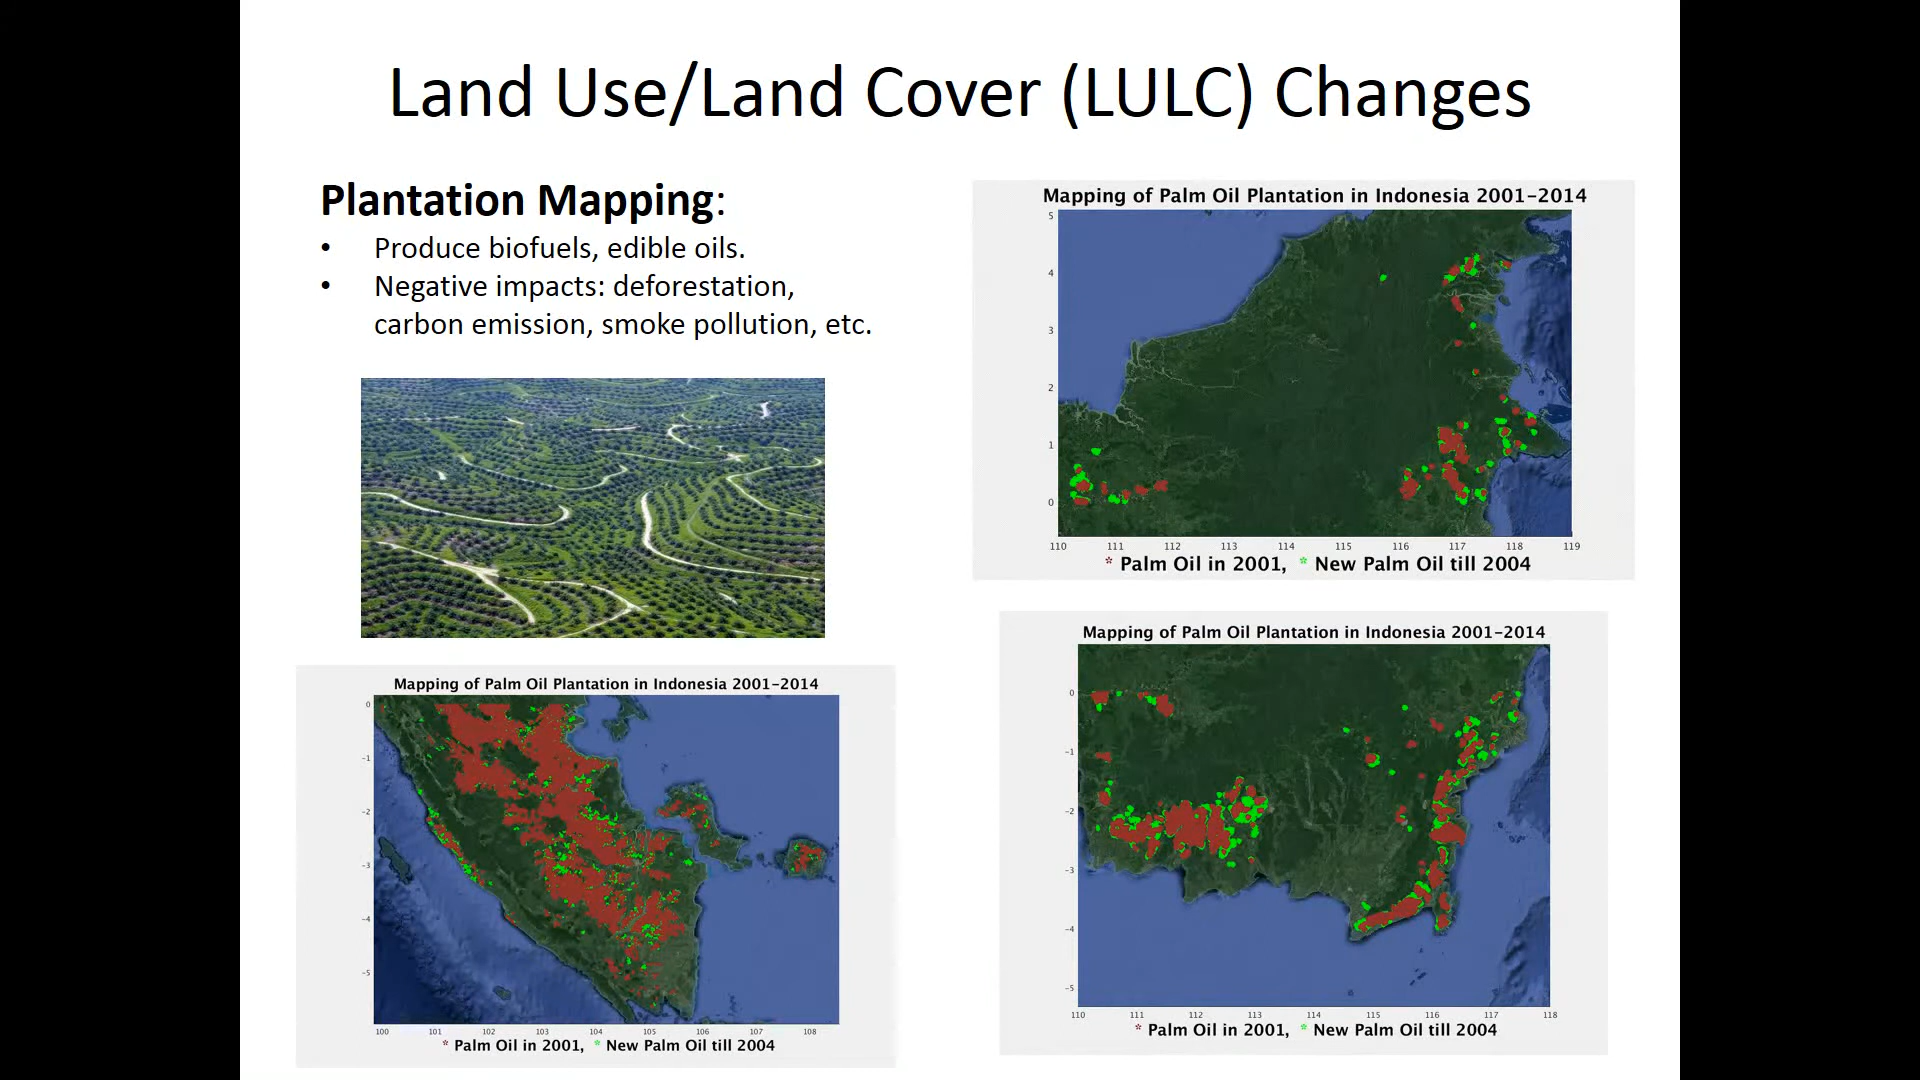 Land Use/Land Cover (LULC) Changes
Plantation Mapping:
• Produce biofuels, edible oils.
• Negative impacts: deforestation,
carbon emission, smoke pollution, etc.
Mapping of Palm Oil Plantation in Indonesia 2001-2014
5
4
3
2
1
0
110 111 112 113 114 115 116 117 118 119
* Palm Oil in 2001, * New Palm Oil till 2004
Mapping of Palm Oil Plantation in Indonesia 2001-2014
0
-1
-2
-3
-4
-5
100 101 102 103 104 105 106 107 108
* Palm Oil in 2001, * New Palm Oil till 2004
Mapping of Palm Oil Plantation in Indonesia 2001-2014
0
-1
-2
-3
-4
-5
110 111 112 113 114 115 116 117 118
* Palm Oil in 2001, * New Palm Oil till 2004